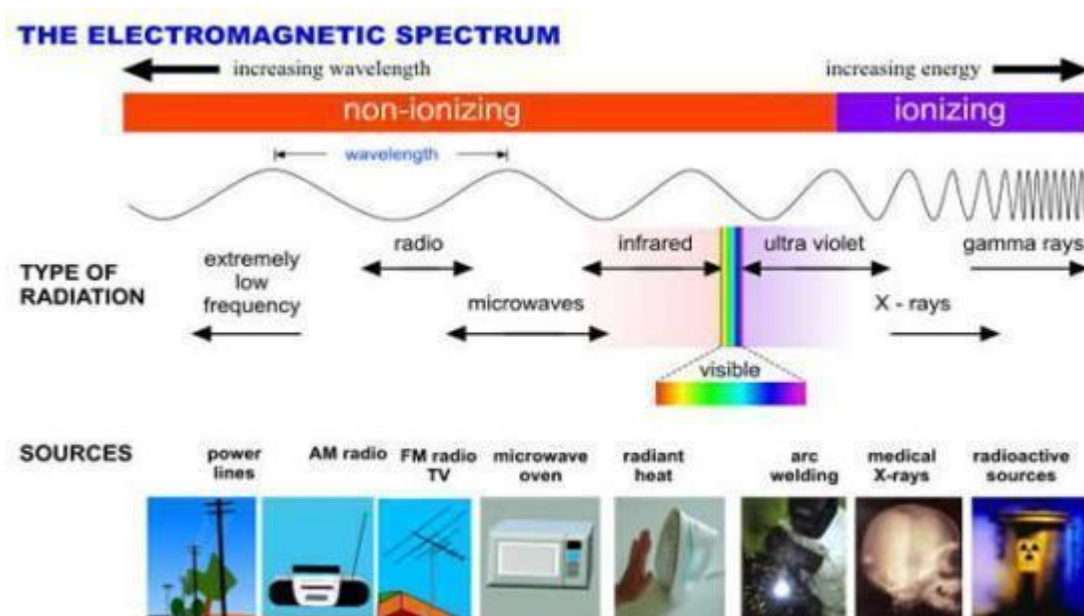 THE ELECTROMAGNETIC SPECTRUM
increasing wavelength
increasing energy
non-ionizing
ionizing
wavelength
TYPE OF
RADIATION
extremely
low
frequency
radio
microwaves
infrared
visible
ultra violet
X - rays
gamma rays
SOURCES
power
lines
AM radio
FM radio
TV
microwave
oven
radiant
heat
arc
welding
medical
X-rays
radioactive
sources